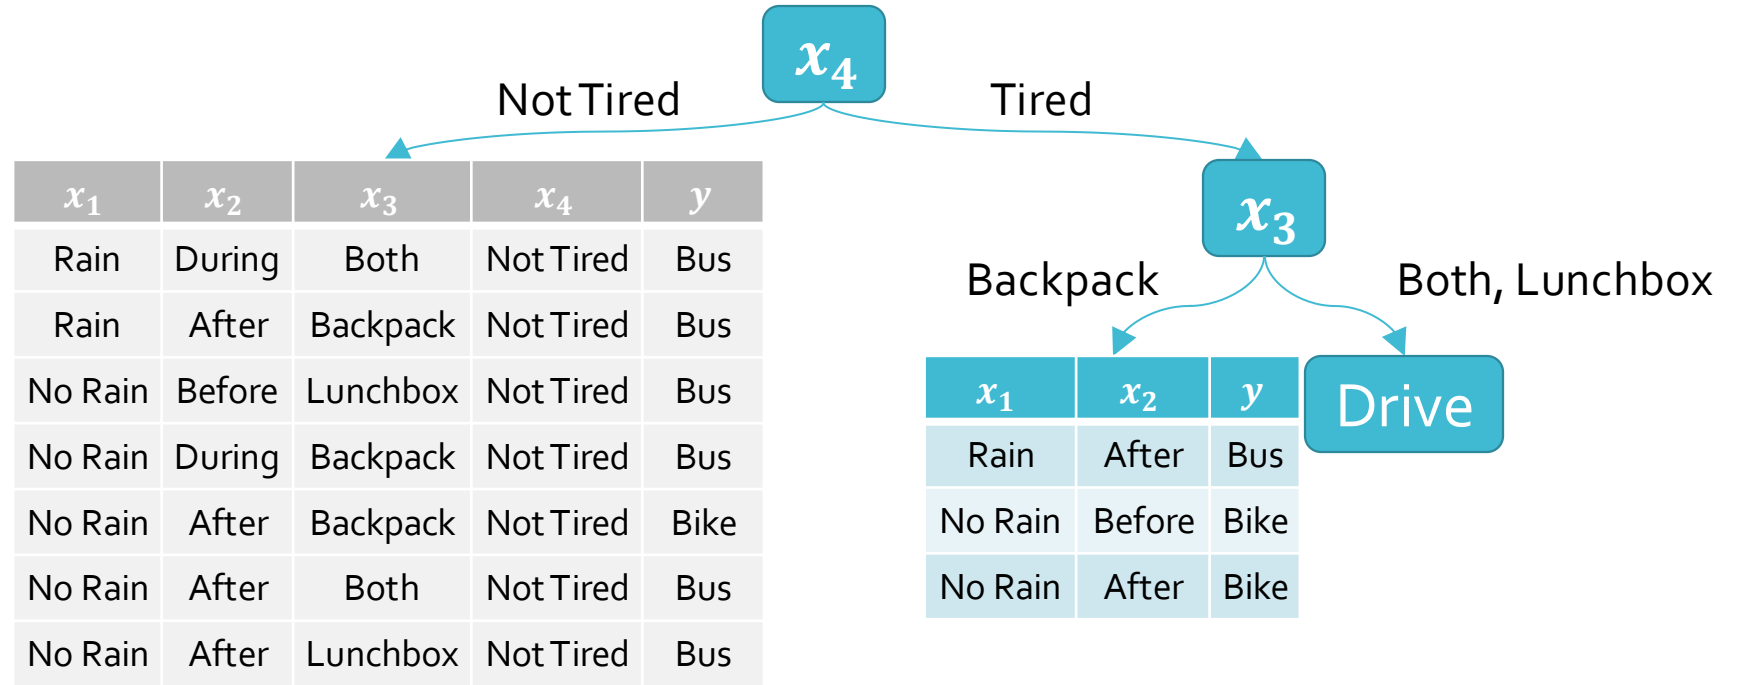 x₄
Not Tired
Tired
x₁ x₂ x₃ x₄ y
Rain During Both Not Tired Bus
Rain After Backpack Not Tired Bus
No Rain Before Lunchbox Not Tired Bus
No Rain During Backpack Not Tired Bus
No Rain After Backpack Not Tired Bike
No Rain After Both Not Tired Bus
No Rain After Lunchbox Not Tired Bus
x₃
Backpack
Both, Lunchbox
x₁ x₂ y
Rain After Bus
No Rain Before Bike
No Rain After Bike
Drive